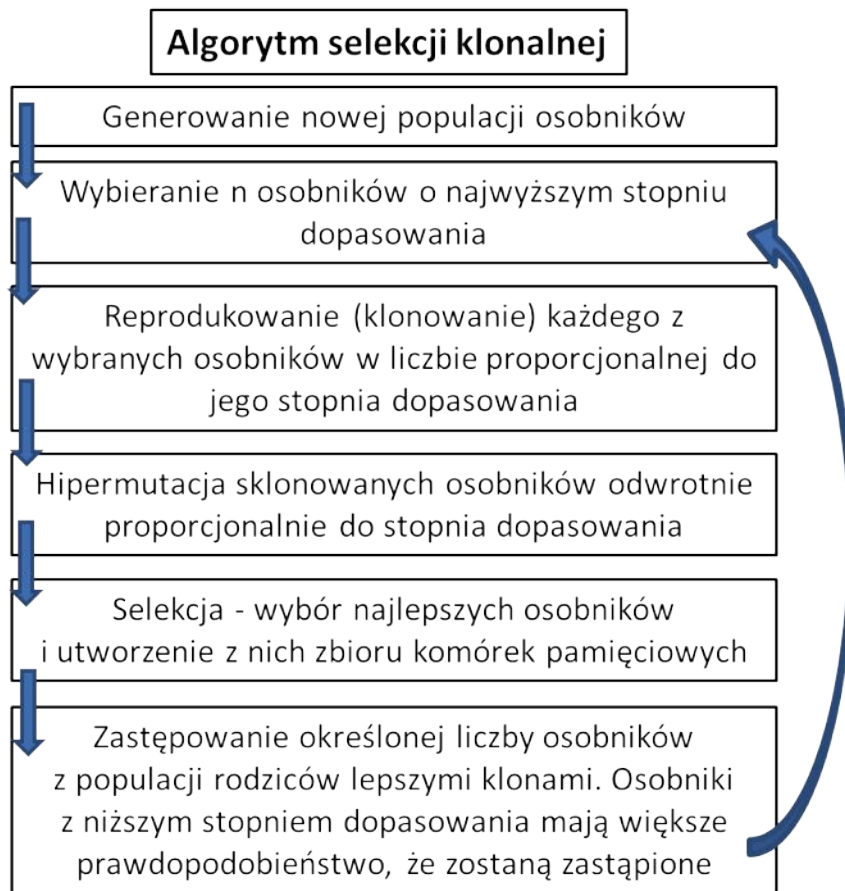 Algorytm selekcji klonalnej
Generowanie nowej populacji osobników
Wybieranie n osobników o najwyższym stopniu
dopasowania
Reprodukowanie (klonowanie) każdego z
wybranych osobników w liczbie proporcjonalnej do
jego stopnia dopasowania
Hipermutacja sklonowanych osobników odwrotnie
proporcjonalnie do stopnia dopasowania
Selekcja - wybór najlepszych osobników
i utworzenie z nich zbioru komórek pamięciowych
Zastępowanie określonej liczby osobników
z populacji rodziców lepszymi klonami. Osobniki
z niższym stopniem dopasowania mają większe
prawdopodobieństwo, że zostaną zastąpione